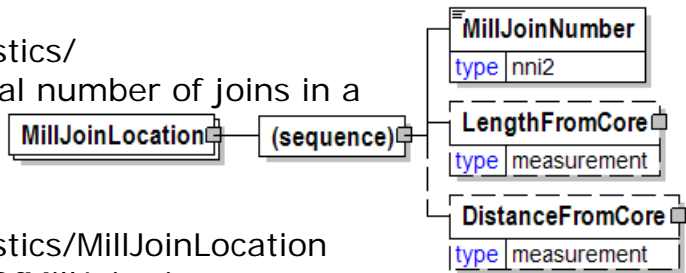 stics/
al number of joins in a
MillJoinLocation
(sequence)
MillJoinNumber
type nni2
LengthFromCore
type measurement
DistanceFromCore
type measurement
stics/MillJoinLocation